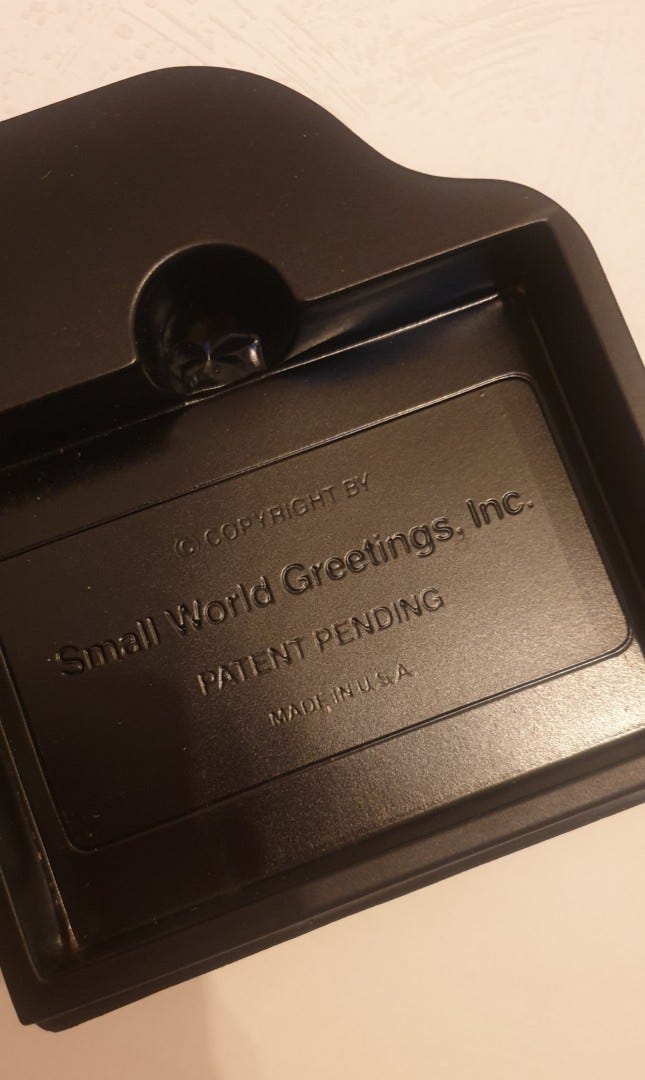 © COPYRIGHT BY
Small World Greetings, Inc.
PATENT PENDING
MADE IN U.S.A.